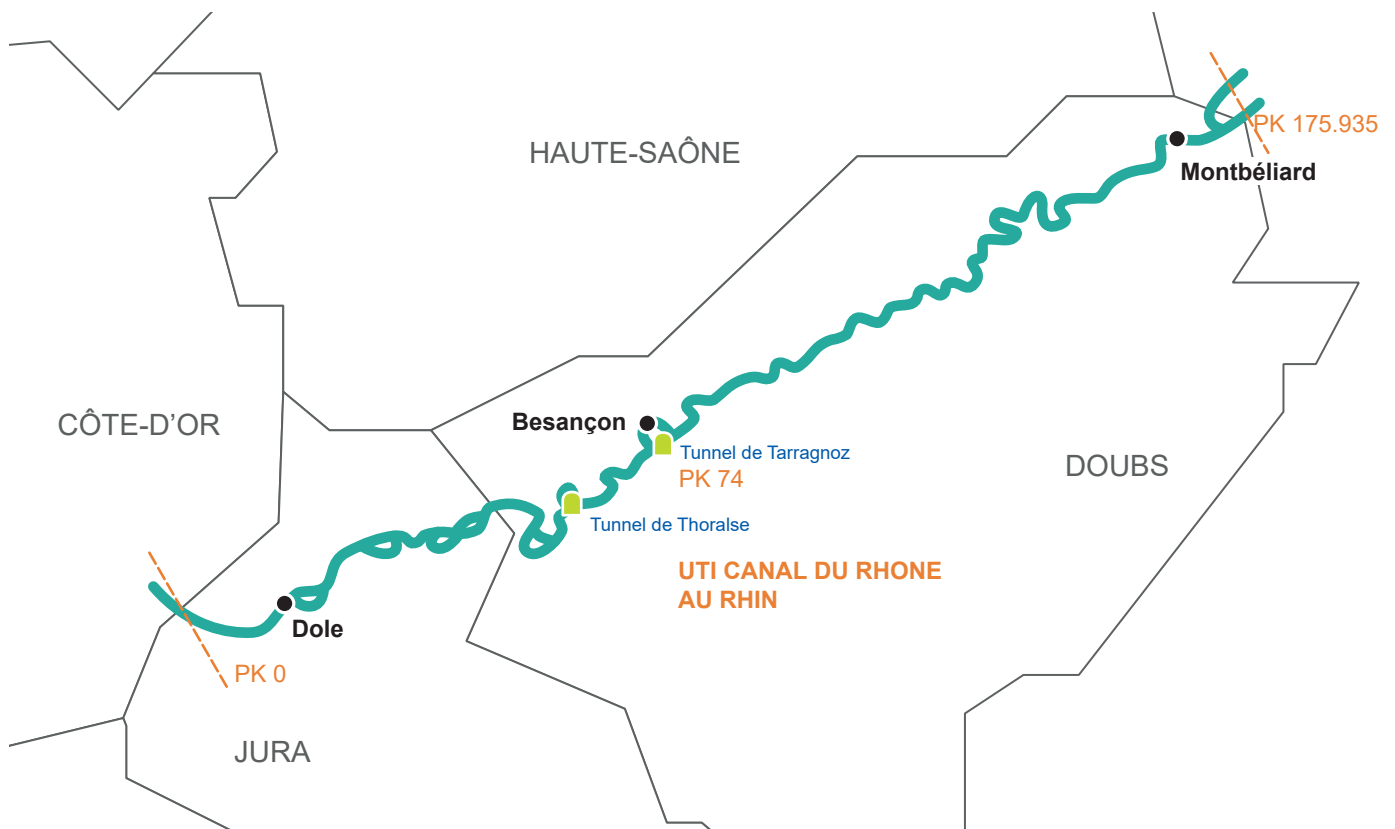 PK 175.935
HAUTE-SAÔNE
Montbéliard
CÔTE-D’OR
Besançon
Tunnel de Tarragnoz
PK 74
DOUBS
Tunnel de Thoralse
UTI CANAL DU RHONE
AU RHIN
Dole
PK 0
JURA